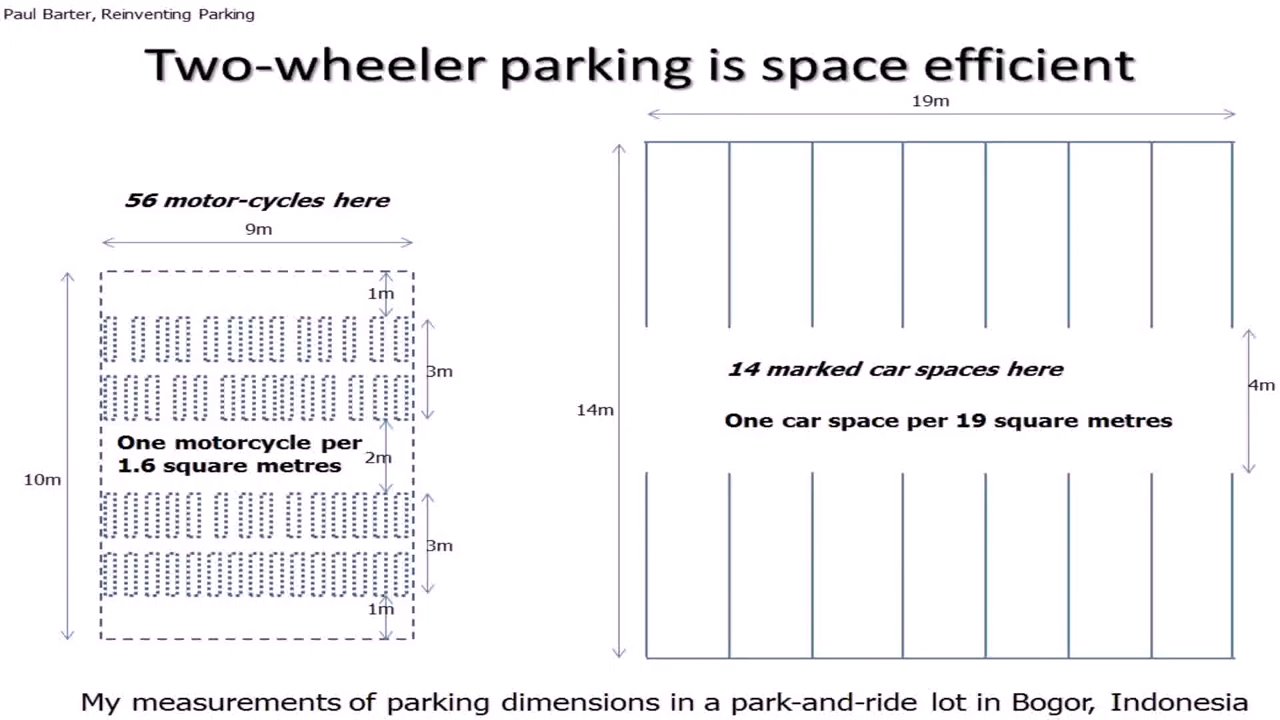 Paul Barter, Reinventing Parking
Two-wheeler parking is space efficient
19m
56 motor-cycles here
9m
1m
3m
14 marked car spaces here
4m
14m
One car space per 19 square metres
One motorcycle per
1.6 square metres
2m
10m
3m
1m
My measurements of parking dimensions in a park-and-ride lot in Bogor, Indonesia